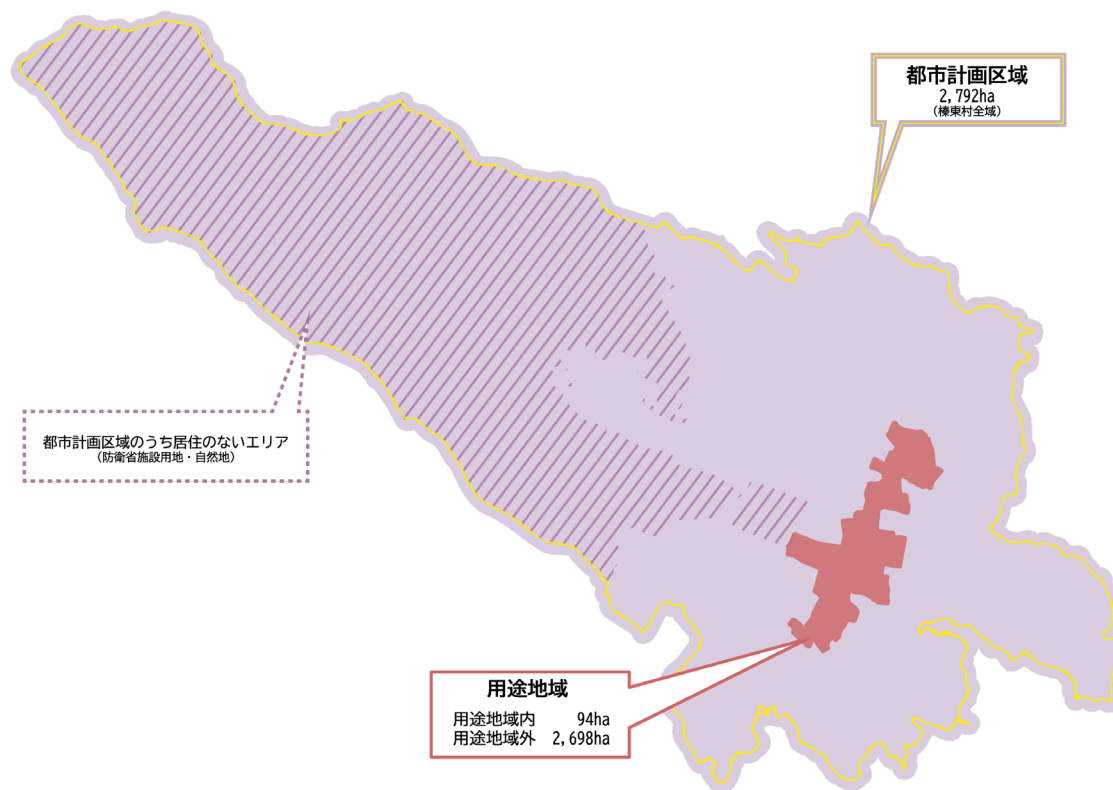 都市計画区域
2,792ha
（榛東村全域）
都市計画区域のうち居住のないエリア
（防衛省施設用地・自然地）
用途地域
用途地域内 94ha
用途地域外 2,698ha